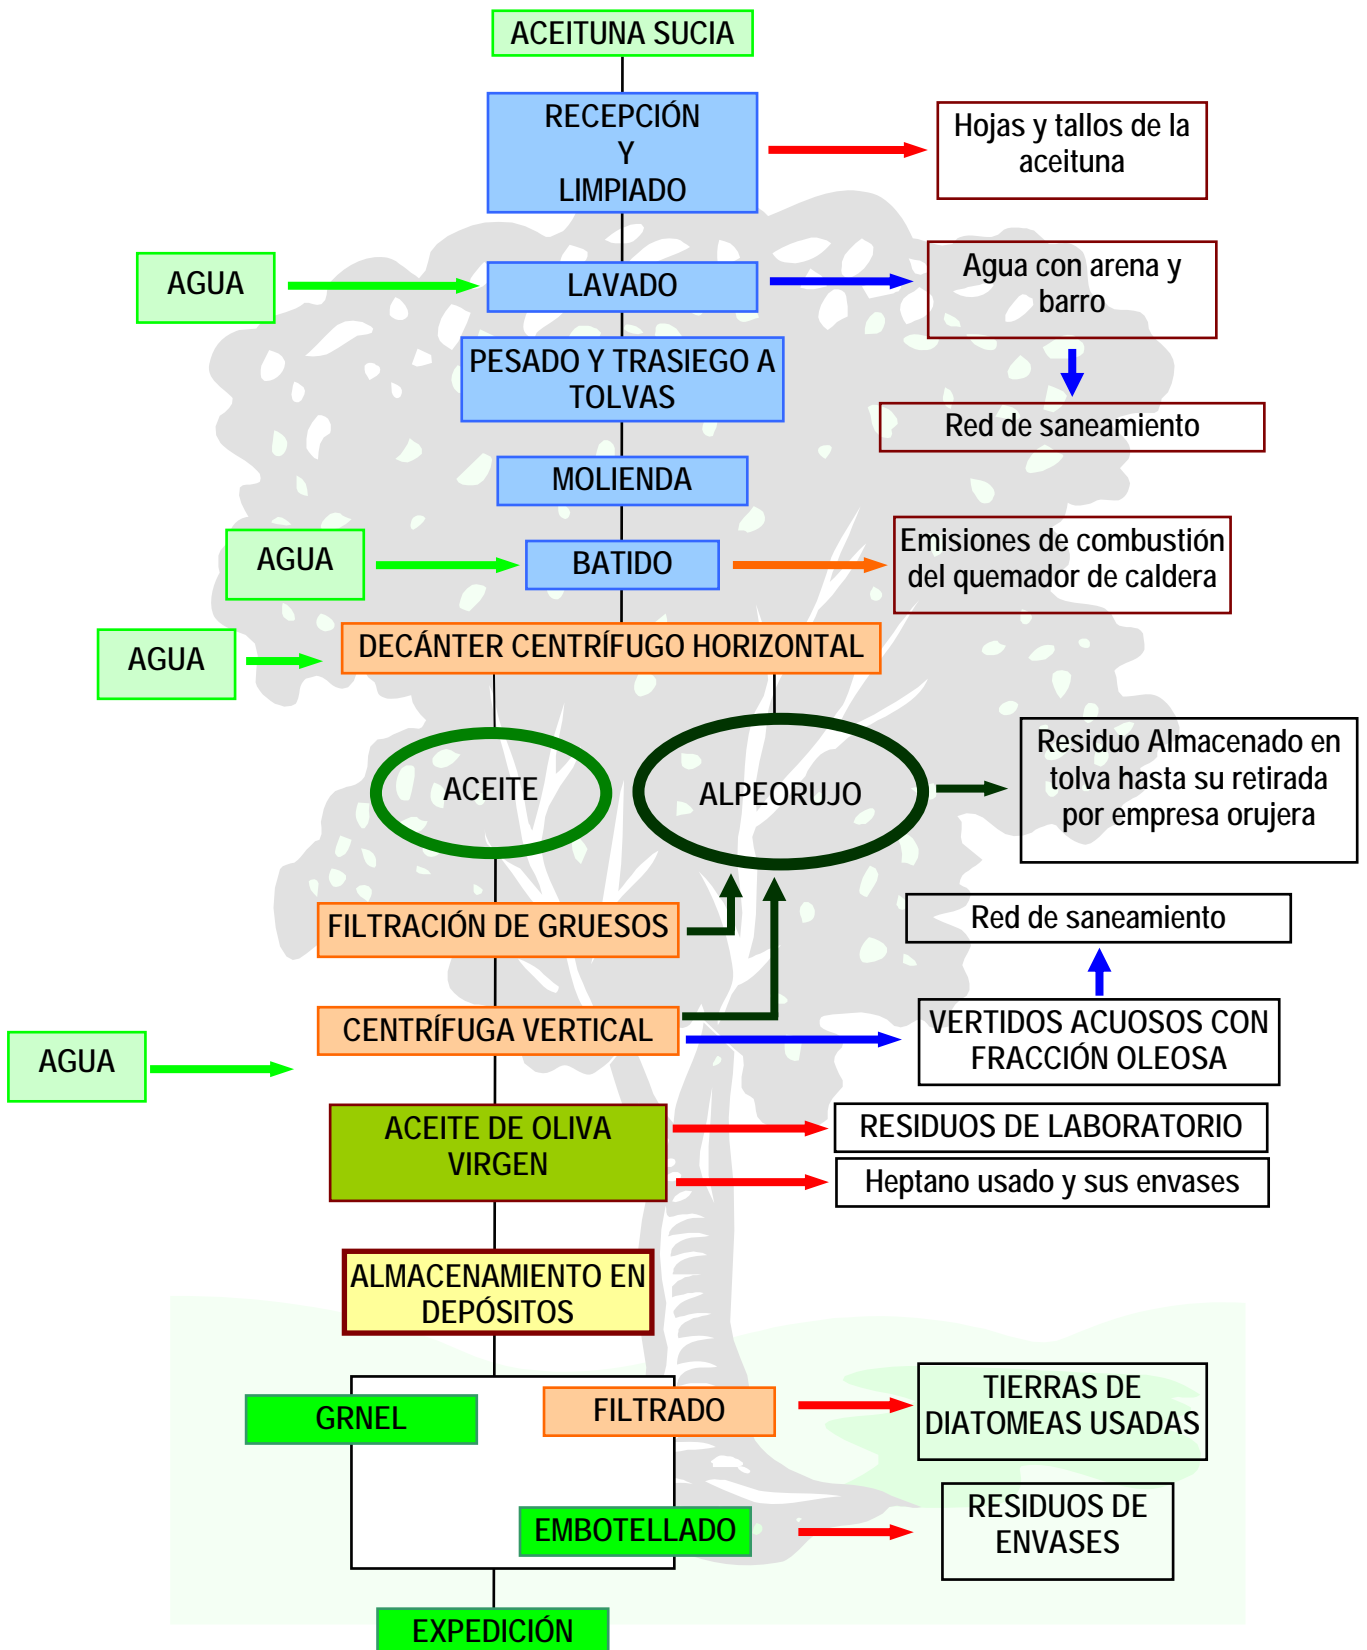 ACEITUNA SUCIA
RECEPCIÓN
Y
LIMPIADO
Hojas y tallos de la
aceituna
AGUA
LAVADO
Agua con arena y
barro
PESADO Y TRASIEGO A
TOLVAS
Red de saneamiento
MOLIENDA
AGUA
BATIDO
Emisiones de combustión
del quemador de caldera
AGUA
DECÁNTER CENTRÍFUGO HORIZONTAL
ACEITE
ALPEORUJO
Residuo Almacenado en
tolva hasta su retirada
por empresa orujera
FILTRACIÓN DE GRUESOS
Red de saneamiento
CENTRÍFUGA VERTICAL
VERTIDOS ACUOSOS CON
FRACCIÓN OLEOSA
AGUA
ACEITE DE OLIVA
VIRGEN
RESIDUOS DE LABORATORIO
Heptano usado y sus envases
ALMACENAMIENTO EN
DEPÓSITOS
GRNEL
FILTRADO
TIERRAS DE
DIATOMEAS USADAS
EMBOTELLADO
RESIDUOS DE
ENVASES
EXPEDICIÓN